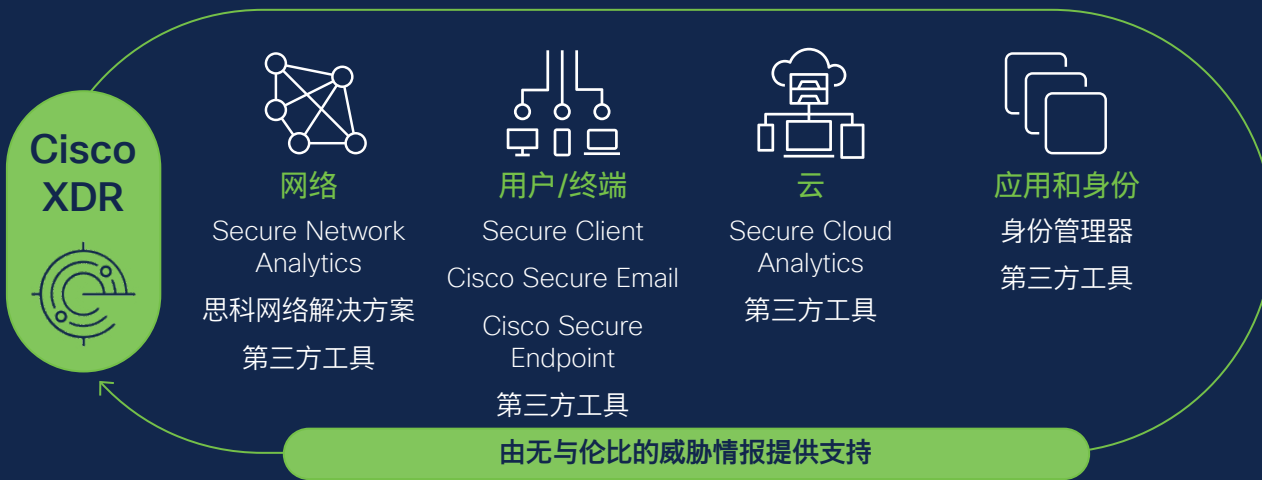 Cisco
XDR
网络
Secure Network
Analytics
思科网络解决方案
第三方工具
用户/终端
Secure Client
Cisco Secure Email
Cisco Secure
Endpoint
第三方工具
云
Secure Cloud
Analytics
第三方工具
应用和身份
身份管理器
第三方工具
由无与伦比的威胁情报提供支持